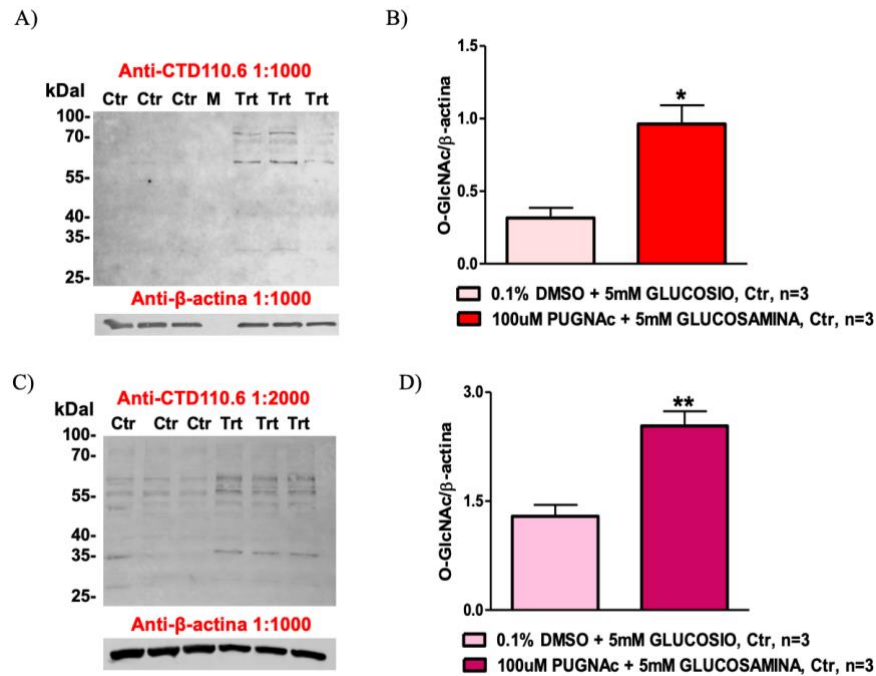 A)
Anti-CTD110.6 1:1000
kDal
Ctr Ctr Ctr M Trt Trt Trt
100-
70-
55-
40-
35-
25-
Anti-β-actina 1:1000
B)
1.5
1.0
0.5
0.0
O-GlcNAc/β-actina
*
0.1% DMSO + 5mM GLUCOSIO, Ctr, n=3
100uM PUGNAc + 5mM GLUCOSAMINA, Ctr, n=3
C)
Anti-CTD110.6 1:2000
kDal
Ctr Ctr Ctr Trt Trt Trt
100-
70-
55-
40-
35-
25-
Anti-β-actina 1:1000
D)
3.0
1.5
0.0
O-GlcNAc/β-actina
**
0.1% DMSO + 5mM GLUCOSIO, Ctr, n=3
100uM PUGNAc + 5mM GLUCOSAMINA, Ctr, n=3